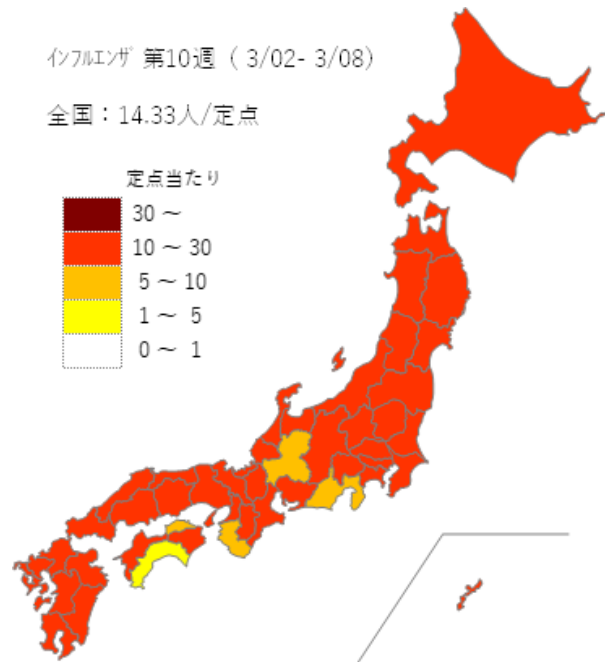 ｲﾝﾌﾙｴﾝｻﾞ 第10週（ 3/02- 3/08）
全国：14.33人/定点
定点当たり
30 ～
10 ～ 30
5 ～ 10
1 ～ 5
0 ～ 1